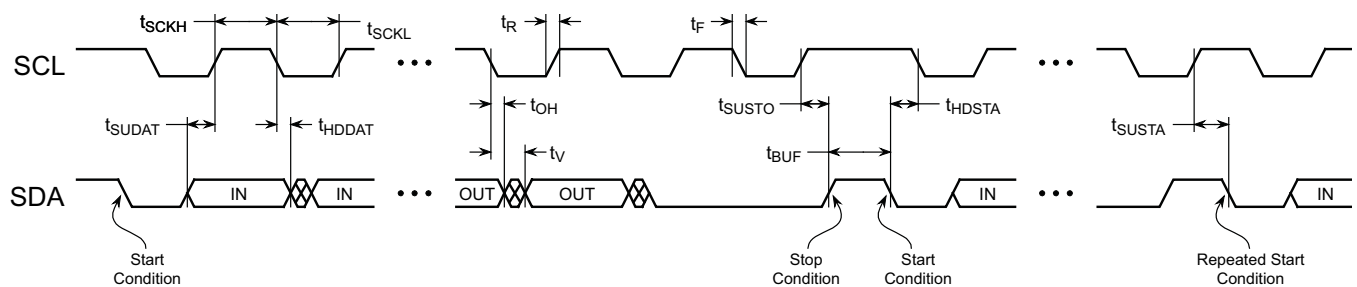 tSCKH
tSCKL
tR
tF
SCL
• • •
• • •
tSUDAT
tHDDAT
tOH
tSUSTO
tHDSTA
tSUSTA
tV
tBUF
SDA
IN
IN
• • •
OUT
OUT
IN
• • •
IN
Start
Condition
Stop
Condition
Start
Condition
Repeated Start
Condition